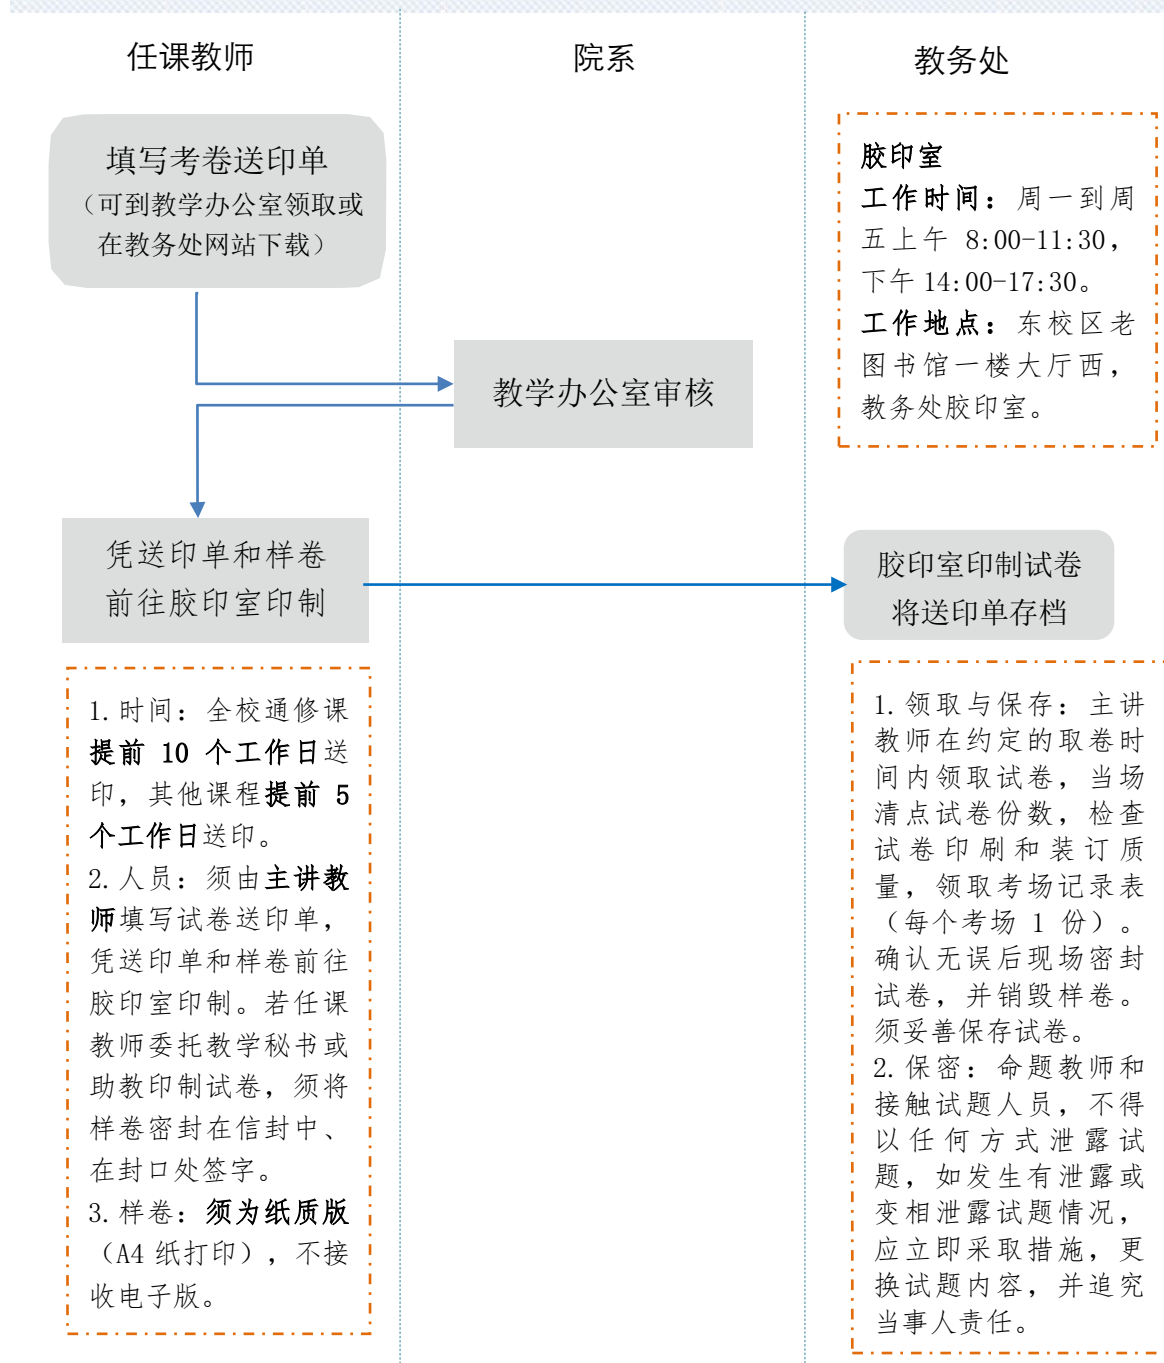 任课教师
院系
教务处
填写考卷送印单
（可到教学办公室领取或
在教务处网站下载）
胶印室
工作时间：周一到周
五上午 8:00-11:30，
下午 14:00-17:30。
工作地点：东校区老
图书馆一楼大厅西，
教务处胶印室。
教学办公室审核
凭送印单和样卷
前往胶印室印制
胶印室印制试卷
将送印单存档
1.时间：全校通修课
提前 10 个工作日送
印，其他课程提前 5
个工作日送印。
2.人员：须由主讲教
师填写试卷送印单，
凭送印单和样卷前往
胶印室印制。若任课
教师委托教学秘书或
助教印制试卷，须将
样卷密封在信封中、
在封口处签字。
3.样卷：须为纸质版
（A4 纸打印），不接
收电子版。
1.领取与保存：主讲
教师在约定的取卷时
间内领取试卷，当场
清点试卷份数，检查
试卷印刷和装订质
量，领取考场记录表
（每个考场 1 份）。
确认无误后现场密封
试卷，并销毁样卷。
须妥善保存试卷。
2.保密：命题教师和
接触试题人员，不得
以任何方式泄露试
题，如发生有泄露或
变相泄露试题情况，
应立即采取措施，更
换试题内容，并追究
当事人责任。